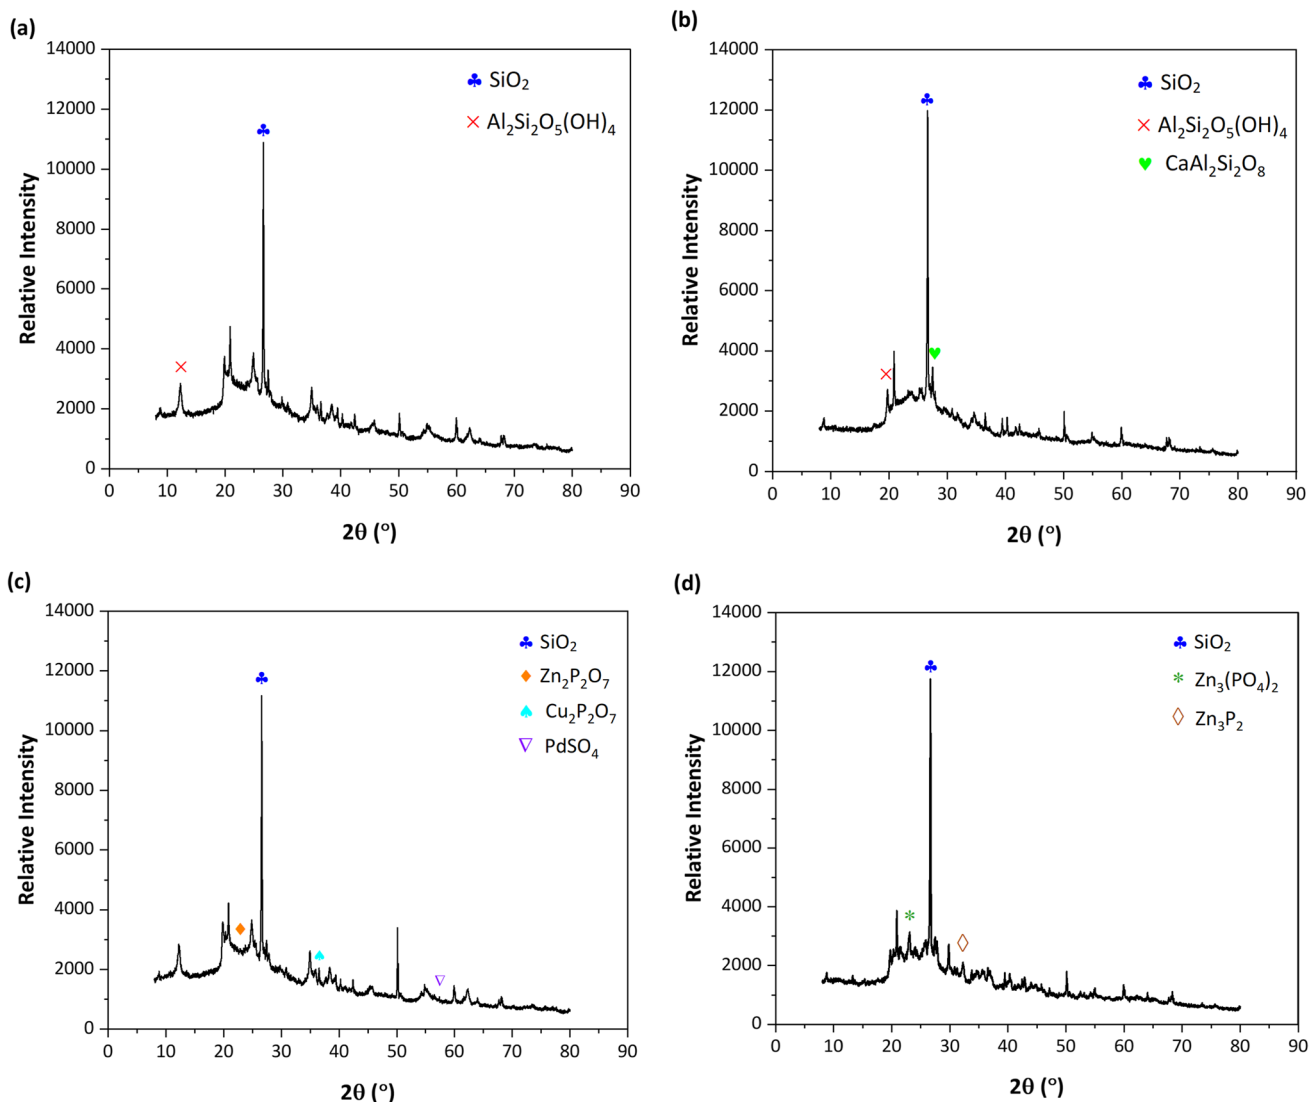 (a)
14000
12000
10000
8000
6000
4000
2000
0
0 10 20 30 40 50 60 70 80 90
Relative Intensity
2θ (°)
SiO₂
Al₂Si₂O₅(OH)₄
(b)
14000
12000
10000
8000
6000
4000
2000
0
0 10 20 30 40 50 60 70 80 90
Relative Intensity
2θ (°)
SiO₂
Al₂Si₂O₅(OH)₄
CaAl₂Si₂O₈
(c)
14000
12000
10000
8000
6000
4000
2000
0
0 10 20 30 40 50 60 70 80 90
Relative Intensity
2θ (°)
SiO₂
Zn₂P₂O₇
Cu₂P₂O₇
PdSO₄
(d)
14000
12000
10000
8000
6000
4000
2000
0
0 10 20 30 40 50 60 70 80 90
Relative Intensity
2θ (°)
SiO₂
Zn₃(PO₄)₂
Zn₃P₂